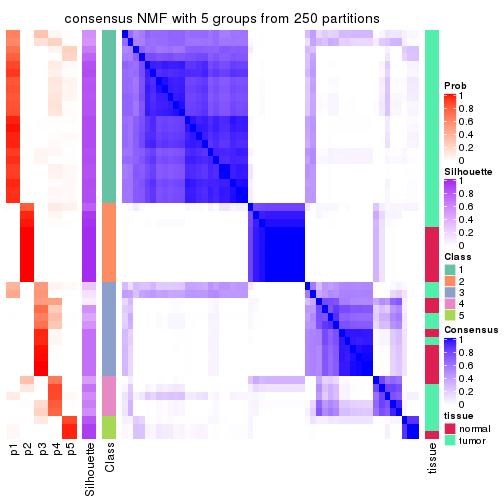 consensus NMF with 5 groups from 250 partitions
Prob
1
0.8
0.6
0.4
0.2
0
Silhouette
1
0.8
0.6
0.4
0.2
0
Class
1
2
3
4
5
Consensus
1
0.8
0.6
0.4
0.2
0
tissue
normal
tumor
p1
p2
p3
p4
p5
Silhouette
Class
tissue